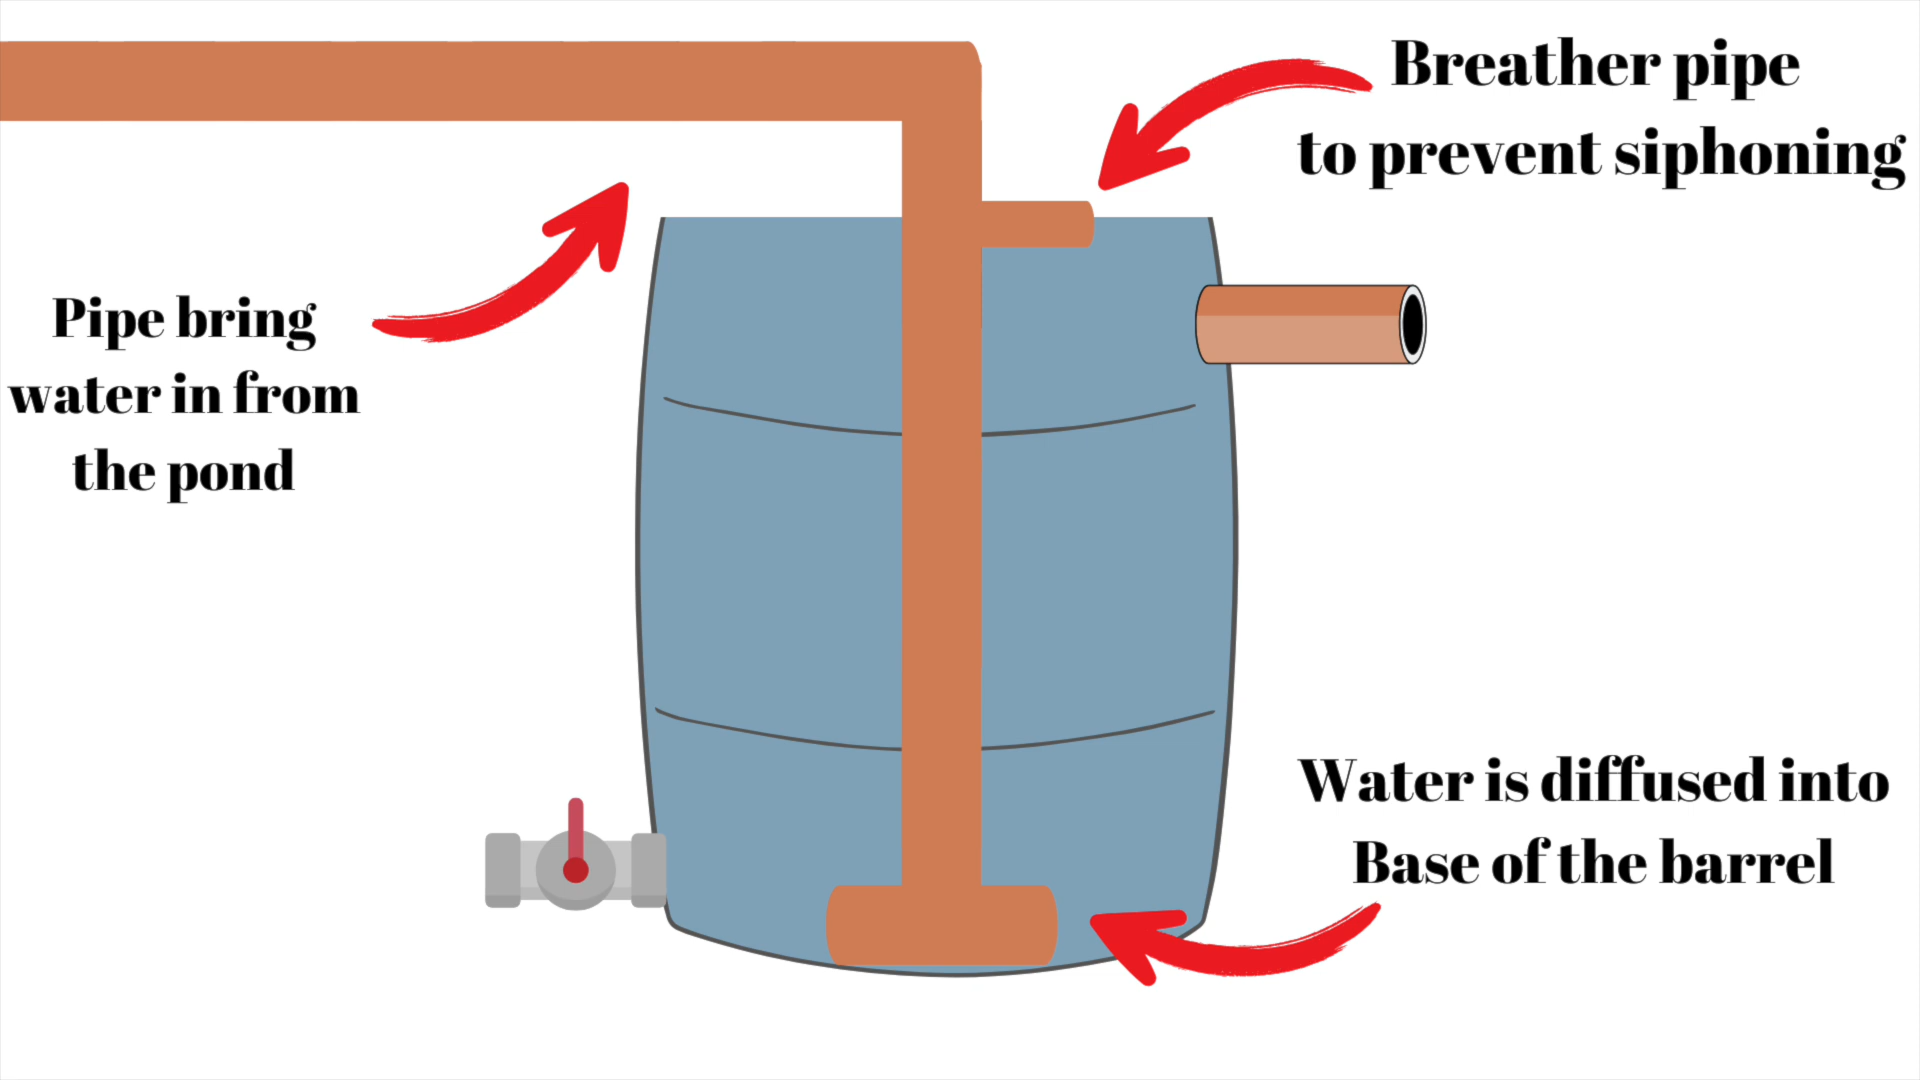 Breather pipe
to prevent siphoning
Pipe bring
water in from
the pond
Water is diffused into
Base of the barrel